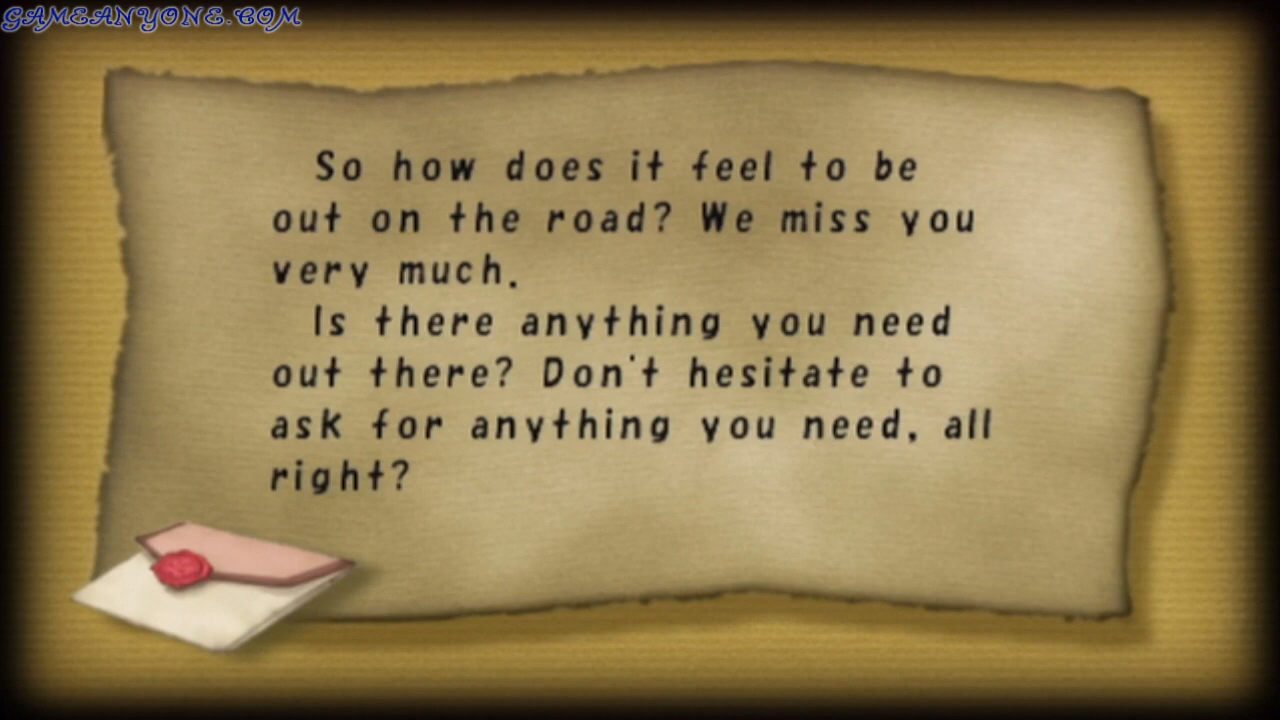 GAMEANYONE.COM
So how does it feel to be
out on the road? We miss you
very much.
Is there anything you need
out there? Don't hesitate to
ask for anything you need, all
right?